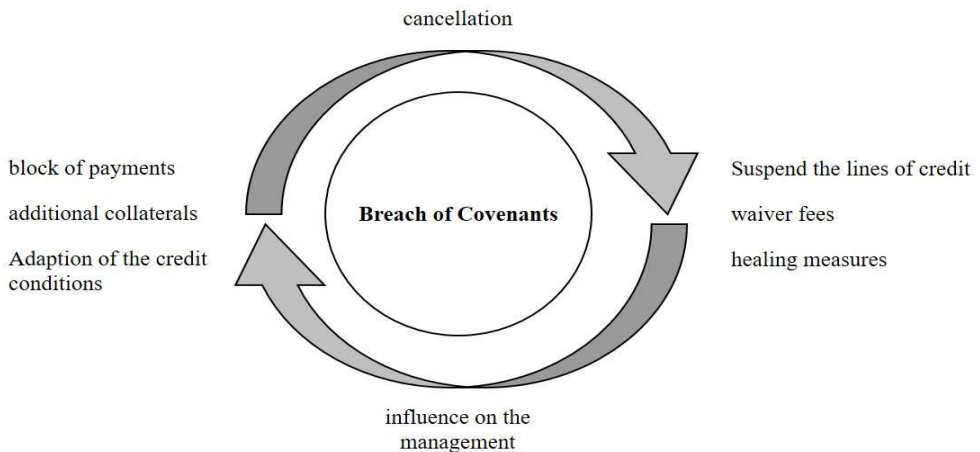 cancellation
block of payments
additional collaterals
Adaption of the credit
conditions
Breach of Covenants
Suspend the lines of credit
waiver fees
healing measures
influence on the
management